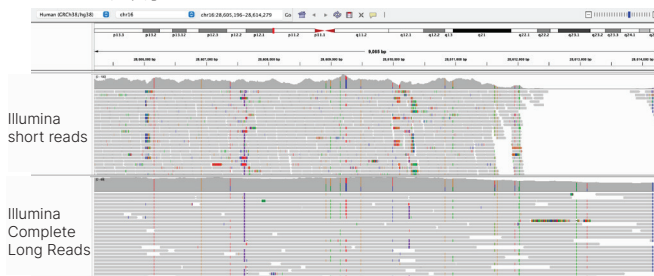 Human (GRCh38/hg38) chr16 chr16:28,605,196-28,614,279 Go
p13.3 p13.2 p13.12 p12.3 p12.2 p12.1 p11.2 p11.1 q11.2 q12.1 q12.2 q13 q21 q22.1 q22.2 q23.1 q23.2 q24.1
9,085 bp
28,606,000 bp 28,607,000 bp 28,608,000 bp 28,609,000 bp 28,610,000 bp 28,611,000 bp 28,612,000 bp 28,613,000 bp 28,614,000 bp
Illumina
short reads
Illumina
Complete
Long Reads